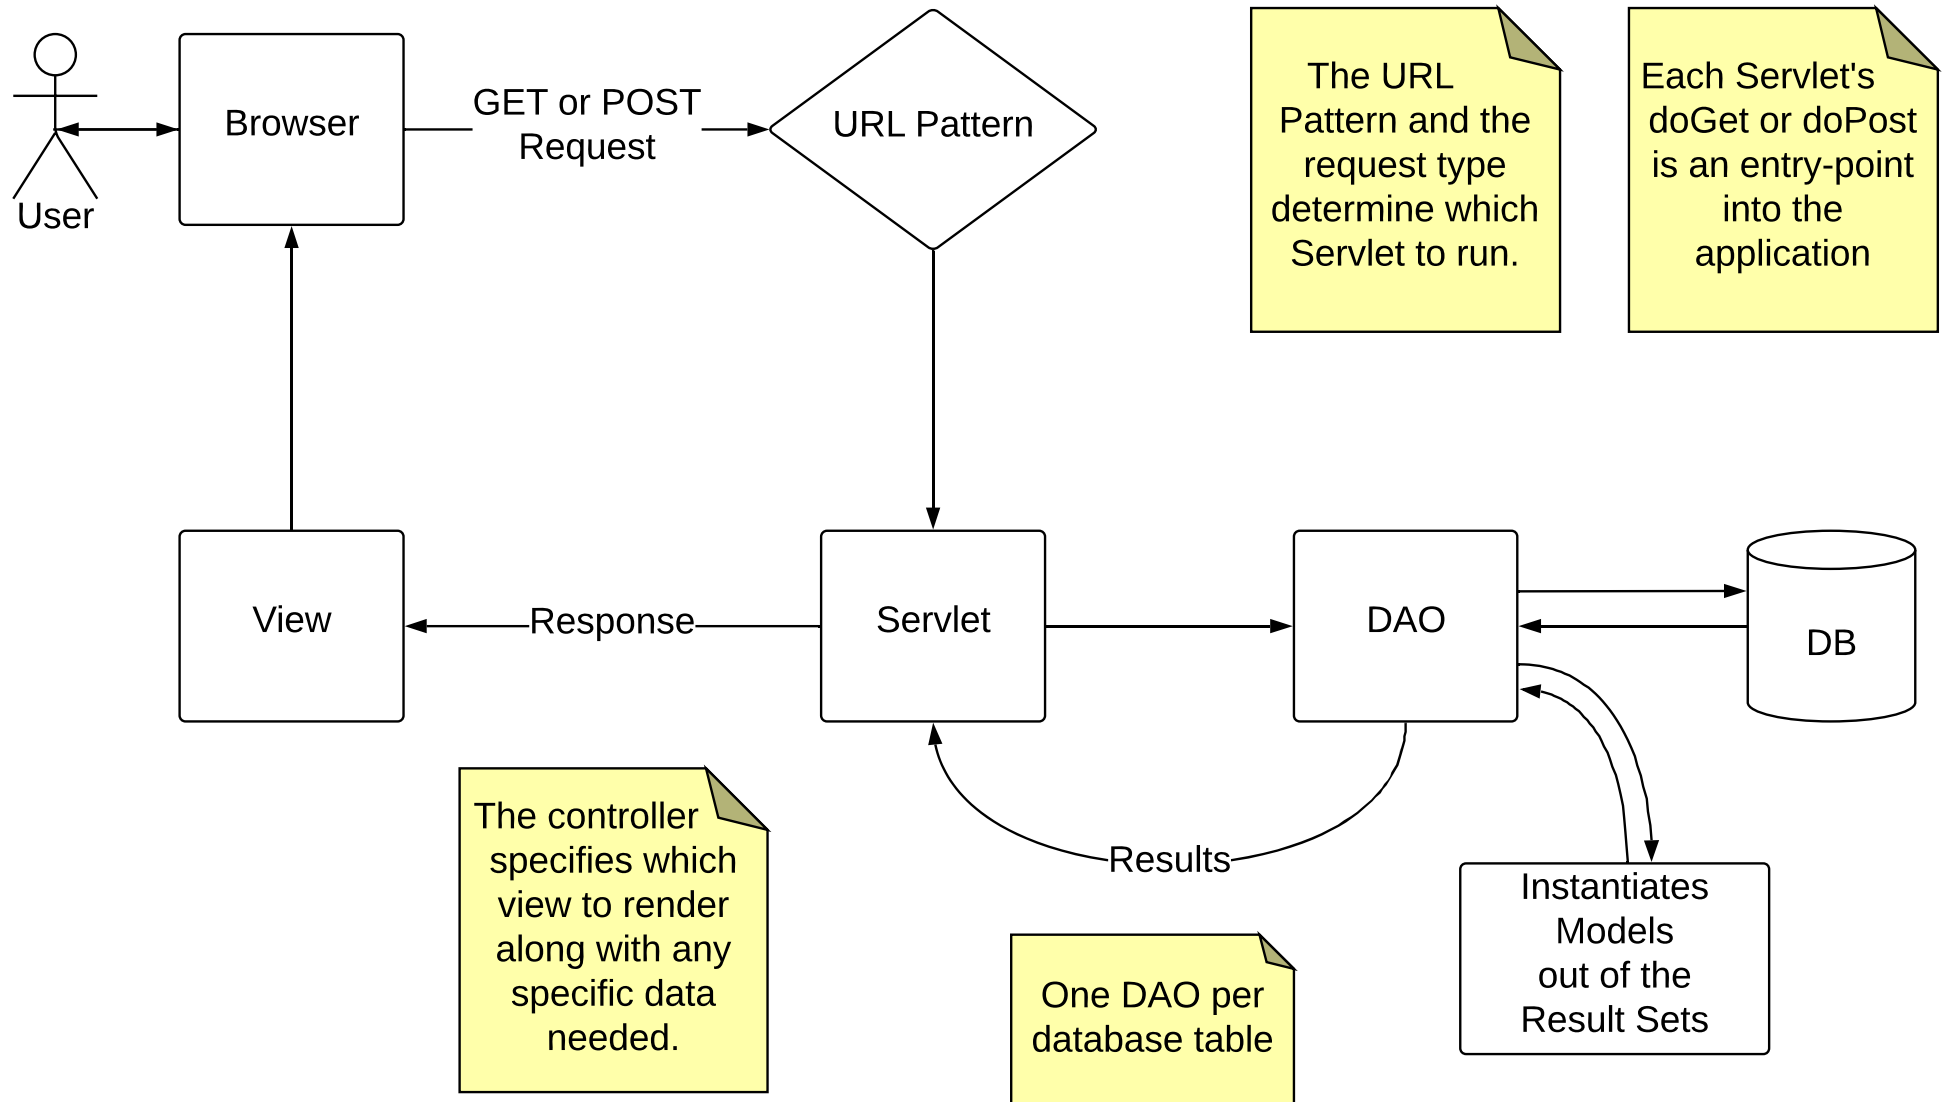 User
Browser
GET or POST
Request
URL Pattern
The URL
Pattern and the
request type
determine which
Servlet to run.
Each Servlet's
doGet or doPost
is an entry-point
into the
application
View
Response
Servlet
DAO
DB
Results
The controller
specifies which
view to render
along with any
specific data
needed.
One DAO per
database table
Instantiates
Models
out of the
Result Sets